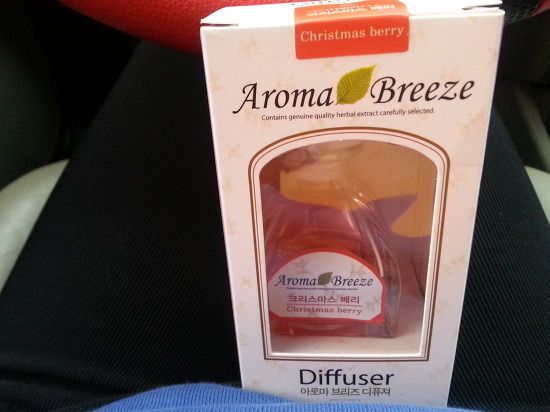 Christmas berry
Aroma Breeze
Contains genuine quality herbal extract carefully selected.
Aroma Breeze
크리스마스 베리
Christmas berry
Diffuser
아로마 브리즈 디퓨져